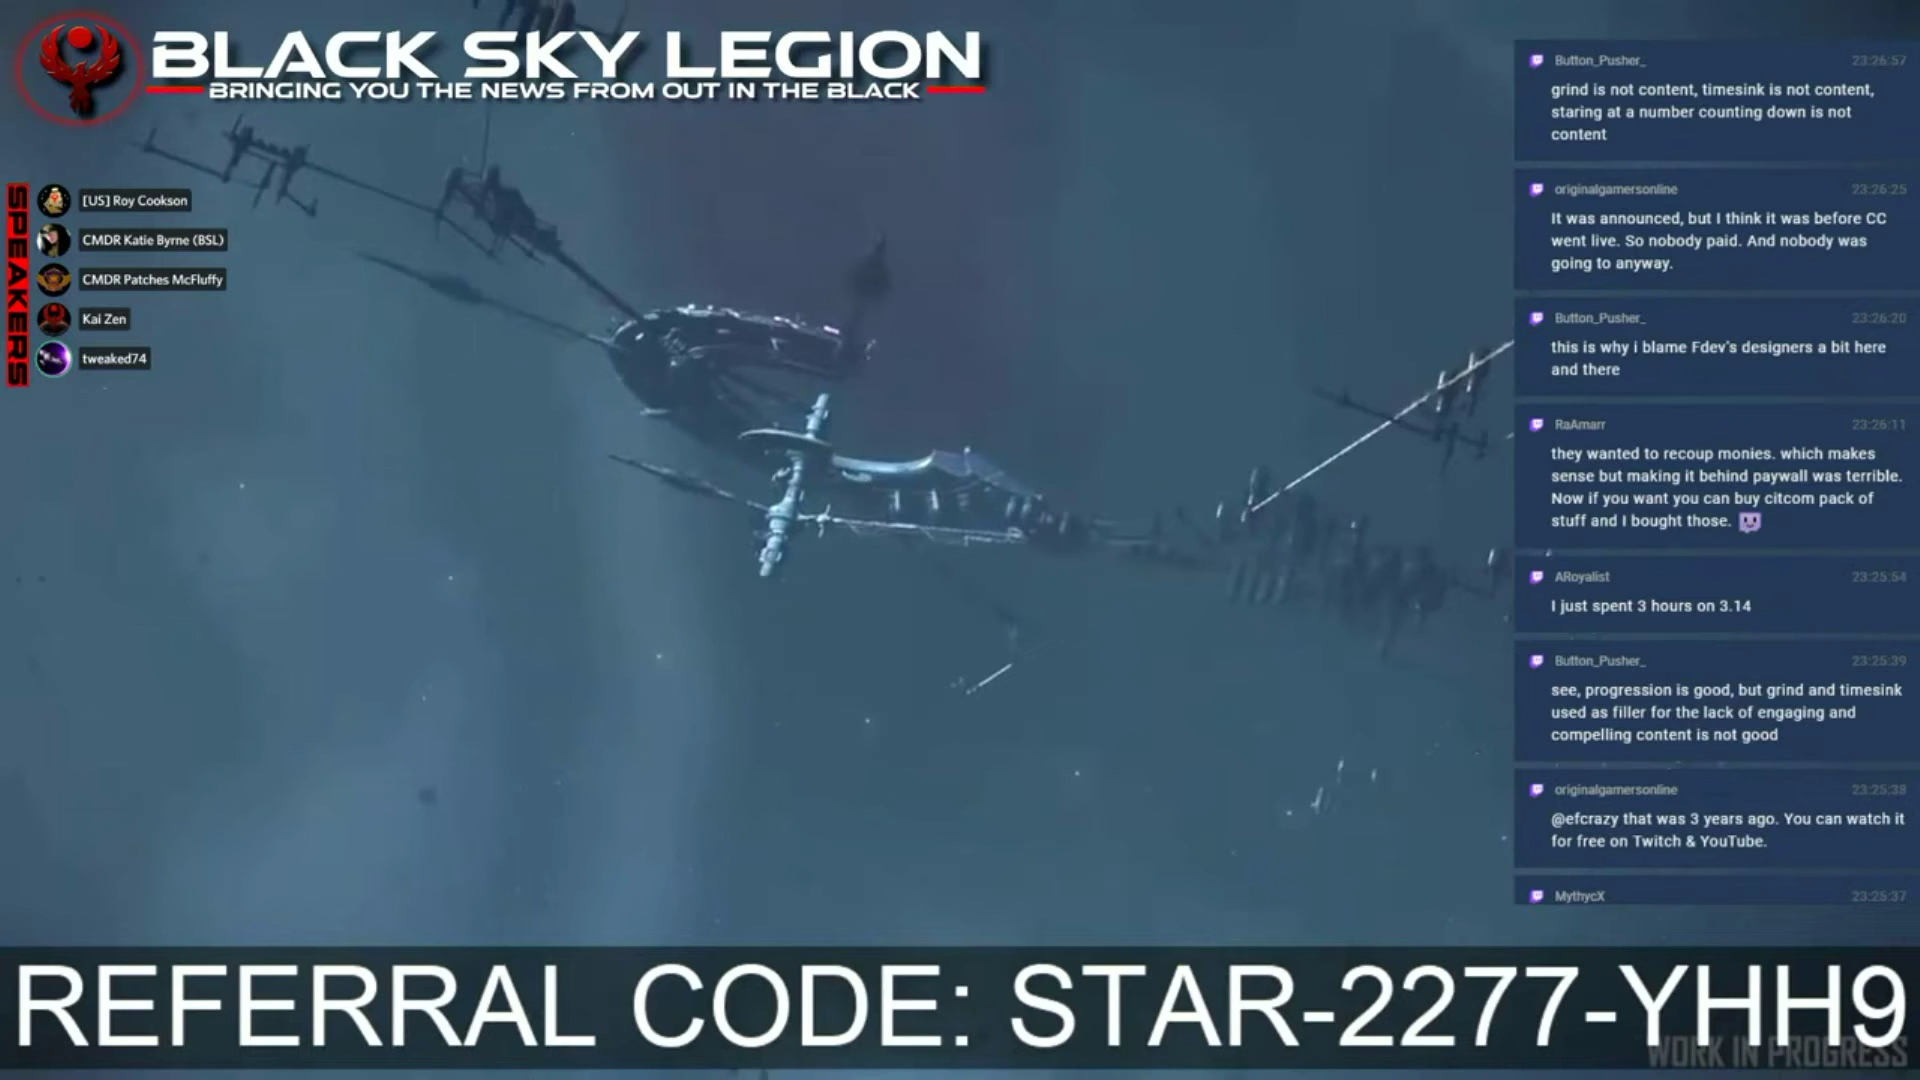 BLACK SKY LEGION
BRINGING YOU THE NEWS FROM OUT IN THE BLACK
SPEAKERS
[US] Roy Cookson
CMDR Katie Byrne (BSL)
CMDR Patches McFluffy
Kai Zen
tweaked74
Button_Pusher_ 23:26:57
grind is not content, timesink is not content,
staring at a number counting down is not
content
originalgamersonline 23:26:25
It was announced, but I think it was before CC
went live. So nobody paid. And nobody was
going to anyway.
Button_Pusher_ 23:26:20
this is why i blame Fdev's designers a bit here
and there
RaAmarr 23:26:11
they wanted to recoup monies. which makes
sense but making it behind paywall was terrible.
Now if you want you can buy citcom pack of
stuff and I bought those.
ARoyalist 23:25:54
I just spent 3 hours on 3.14
Button_Pusher_ 23:25:39
see, progression is good, but grind and timesink
used as filler for the lack of engaging and
compelling content is not good
originalgamersonline 23:25:38
@efcrazy that was 3 years ago. You can watch it
for free on Twitch & YouTube.
MythycX 23:25:37
REFERRAL CODE: STAR-2277-YHH9
WORK IN PROGRESS